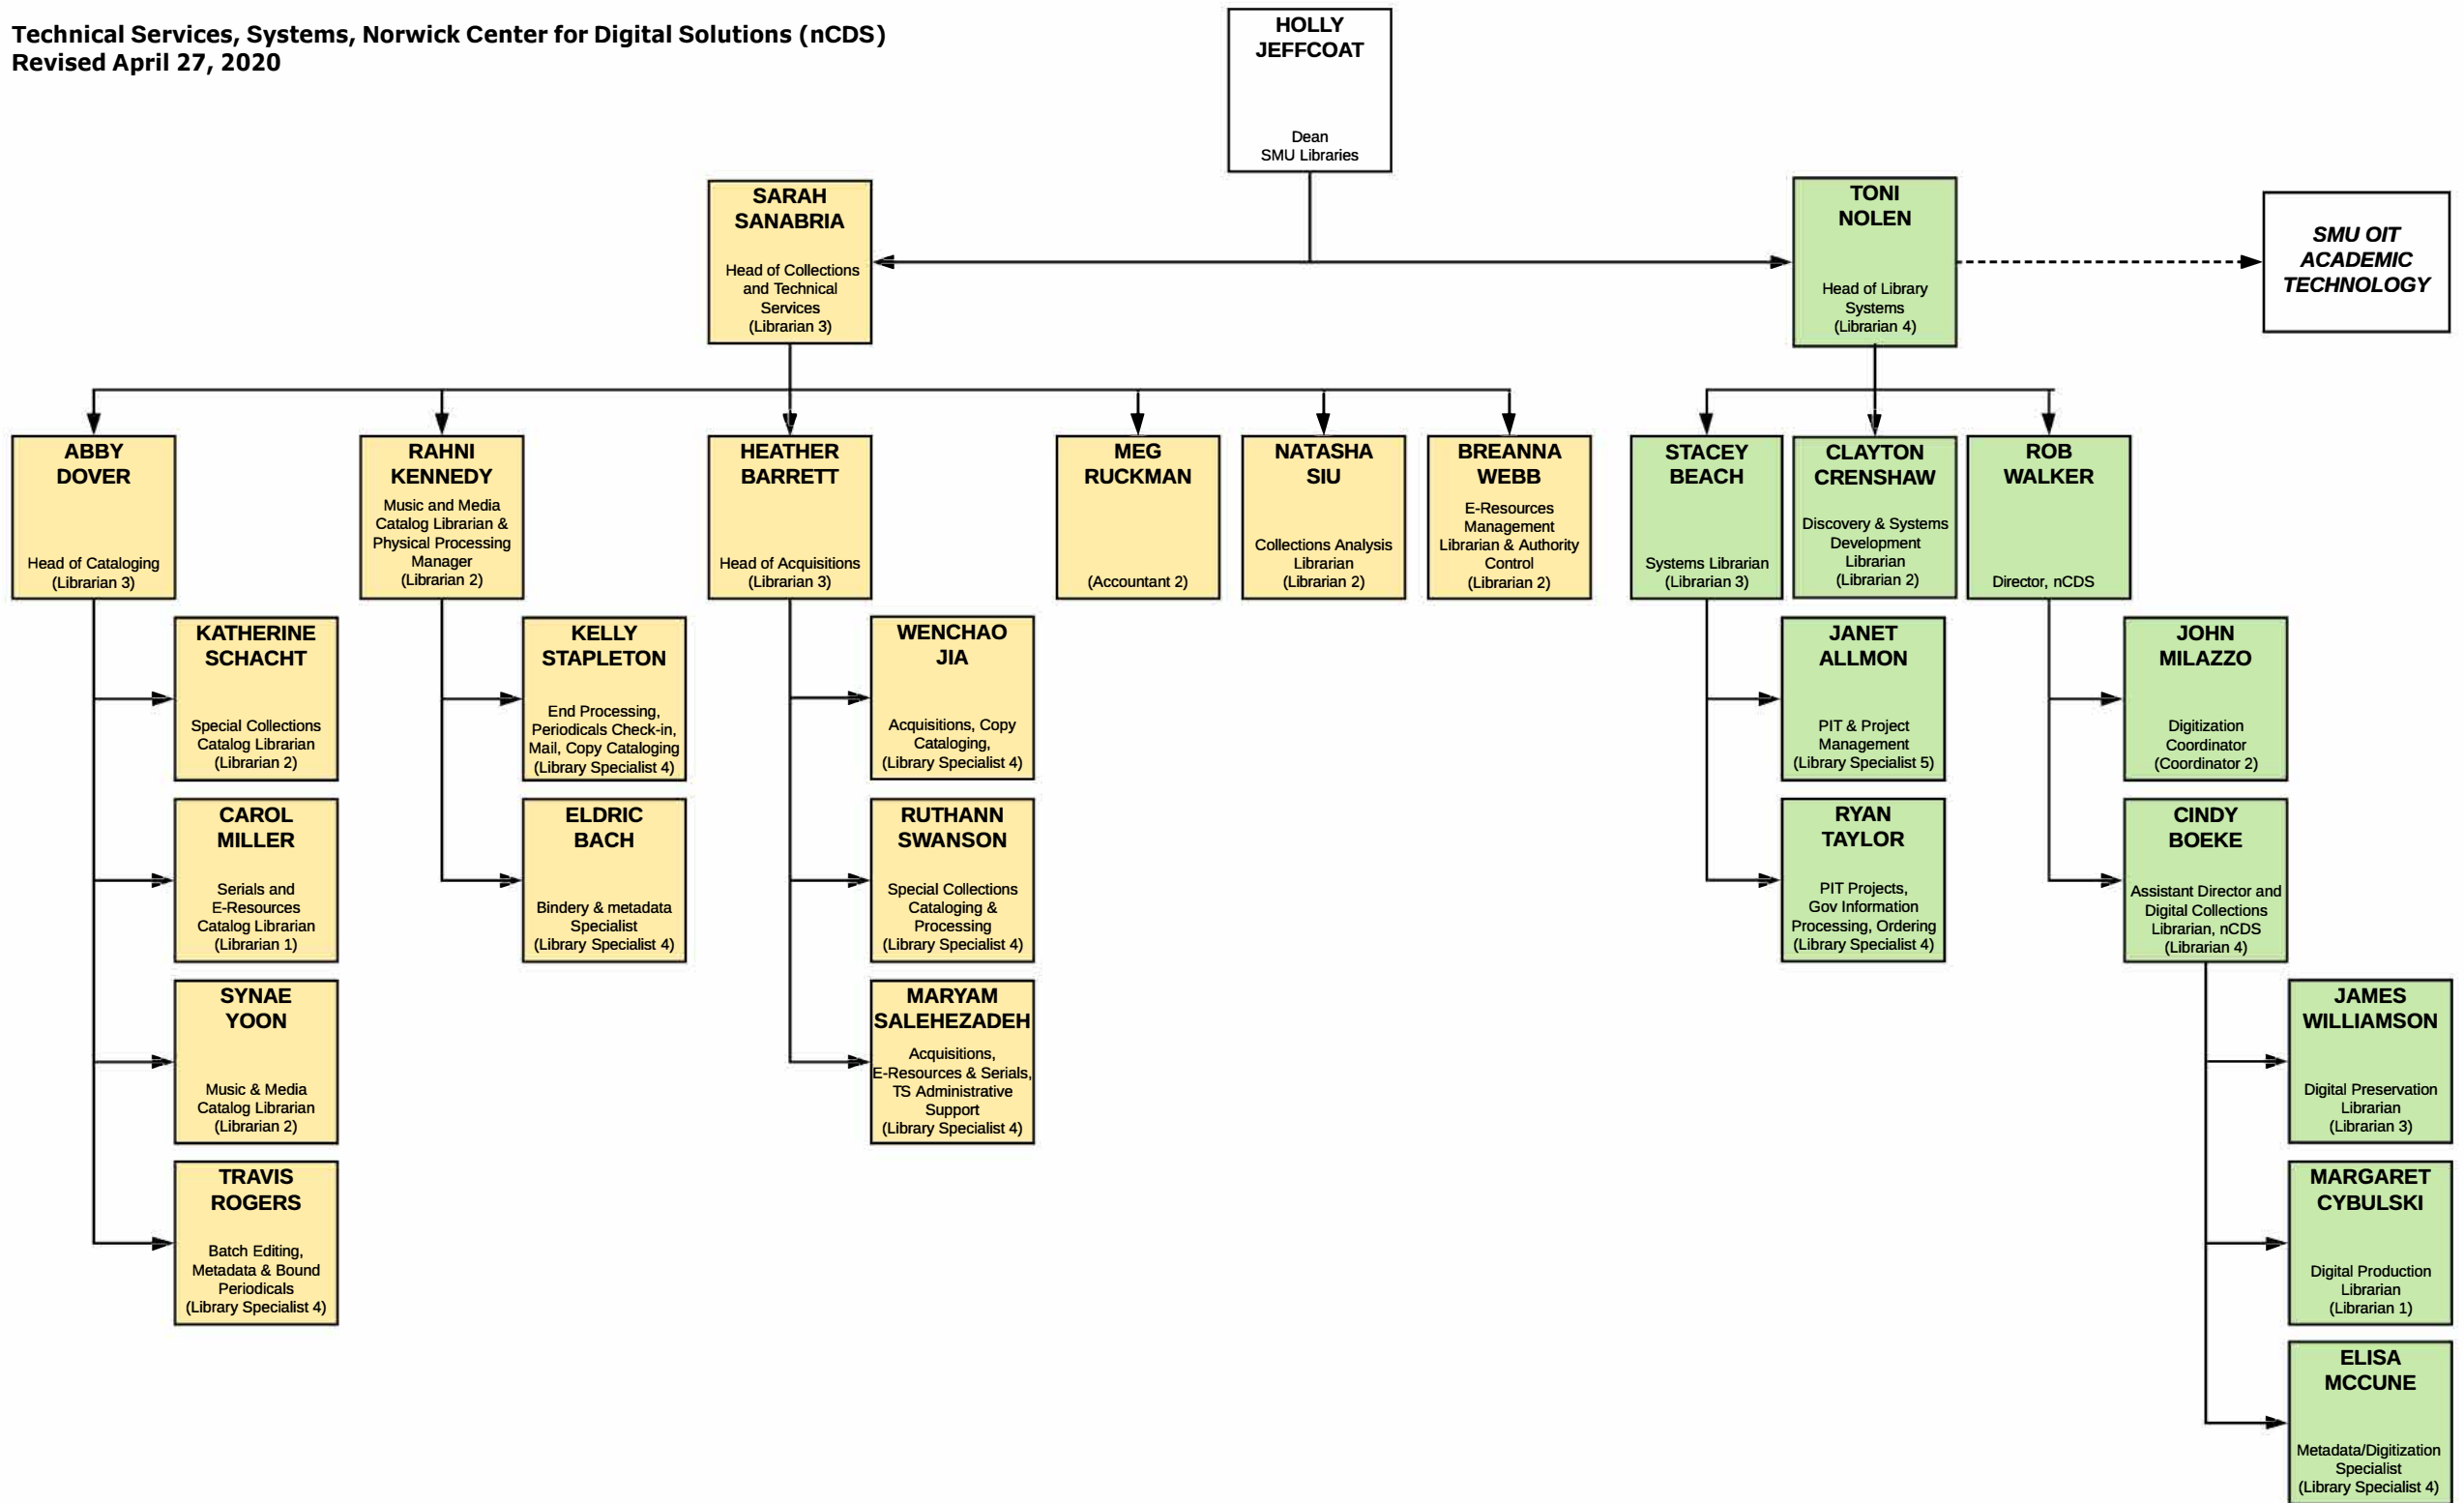 Technical Services, Systems, Norwick Center for Digital Solutions (nCDS)
Revised April 27, 2020
HOLLY
JEFFCOAT
Dean
SMU Libraries
SARAH
SANABRIA
Head of Collections
and Technical
Services
(Librarian 3)
TONI
NOLEN
Head of Library
Systems
(Librarian 4)
SMU OIT
ACADEMIC
TECHNOLOGY
ABBY
DOVER
Head of Cataloging
(Librarian 3)
RAHNI
KENNEDY
Music and Media
Catalog Librarian &
Physical Processing
Manager
(Librarian 2)
HEATHER
BARRETT
Head of Acquisitions
(Librarian 3)
MEG
RUCKMAN
(Accountant 2)
NATASHA
SIU
Collections Analysis
Librarian
(Librarian 2)
BREANNA
WEBB
E-Resources
Management
Librarian & Authority
Control
(Librarian 2)
STACEY
BEACH
Systems Librarian
(Librarian 3)
CLAYTON
CRENSHAW
Discovery & Systems
Development
Librarian
(Librarian 2)
ROB
WALKER
Director, nCDS
KATHERINE
SCHACHT
Special Collections
Catalog Librarian
(Librarian 2)
KELLY
STAPLETON
End Processing,
Periodicals Check-in,
Mail, Copy Cataloging
(Library Specialist 4)
WENCHAO
JIA
Acquisitions, Copy
Cataloging,
(Library Specialist 4)
JANET
ALLMON
PIT & Project
Management
(Library Specialist 5)
JOHN
MILAZZO
Digitization
Coordinator
(Coordinator 2)
CAROL
MILLER
Serials and
E-Resources
Catalog Librarian
(Librarian 1)
ELDRIC
BACH
Bindery & metadata
Specialist
(Library Specialist 4)
RUTHANN
SWANSON
Special Collections
Cataloging &
Processing
(Library Specialist 4)
RYAN
TAYLOR
PIT Projects,
Gov Information
Processing, Ordering
(Library Specialist 4)
CINDY
BOEKE
Assistant Director and
Digital Collections
Librarian, nCDS
(Librarian 4)
SYNAE
YOON
Music & Media
Catalog Librarian
(Librarian 2)
MARYAM
SALEHEZADEH
Acquisitions,
E-Resources & Serials,
TS Administrative
Support
(Library Specialist 4)
JAMES
WILLIAMSON
Digital Preservation
Librarian
(Librarian 3)
TRAVIS
ROGERS
Batch Editing,
Metadata & Bound
Periodicals
(Library Specialist 4)
MARGARET
CYBULSKI
Digital Production
Librarian
(Librarian 1)
ELISA
MCCUNE
Metadata/Digitization
Specialist
(Library Specialist 4)